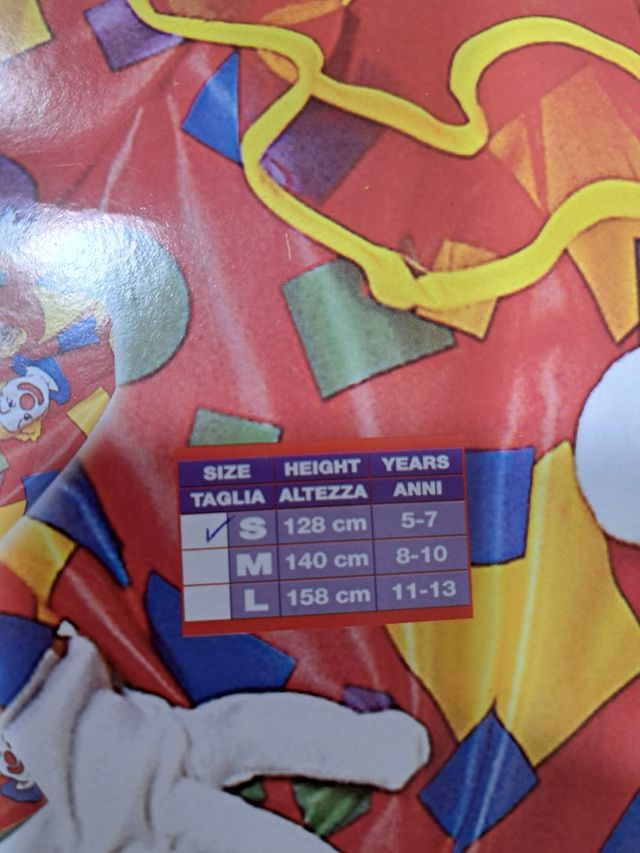 SIZE HEIGHT YEARS
TAGLIA ALTEZZA ANNI
✓ S 128 cm 5-7
M 140 cm 8-10
L 158 cm 11-13